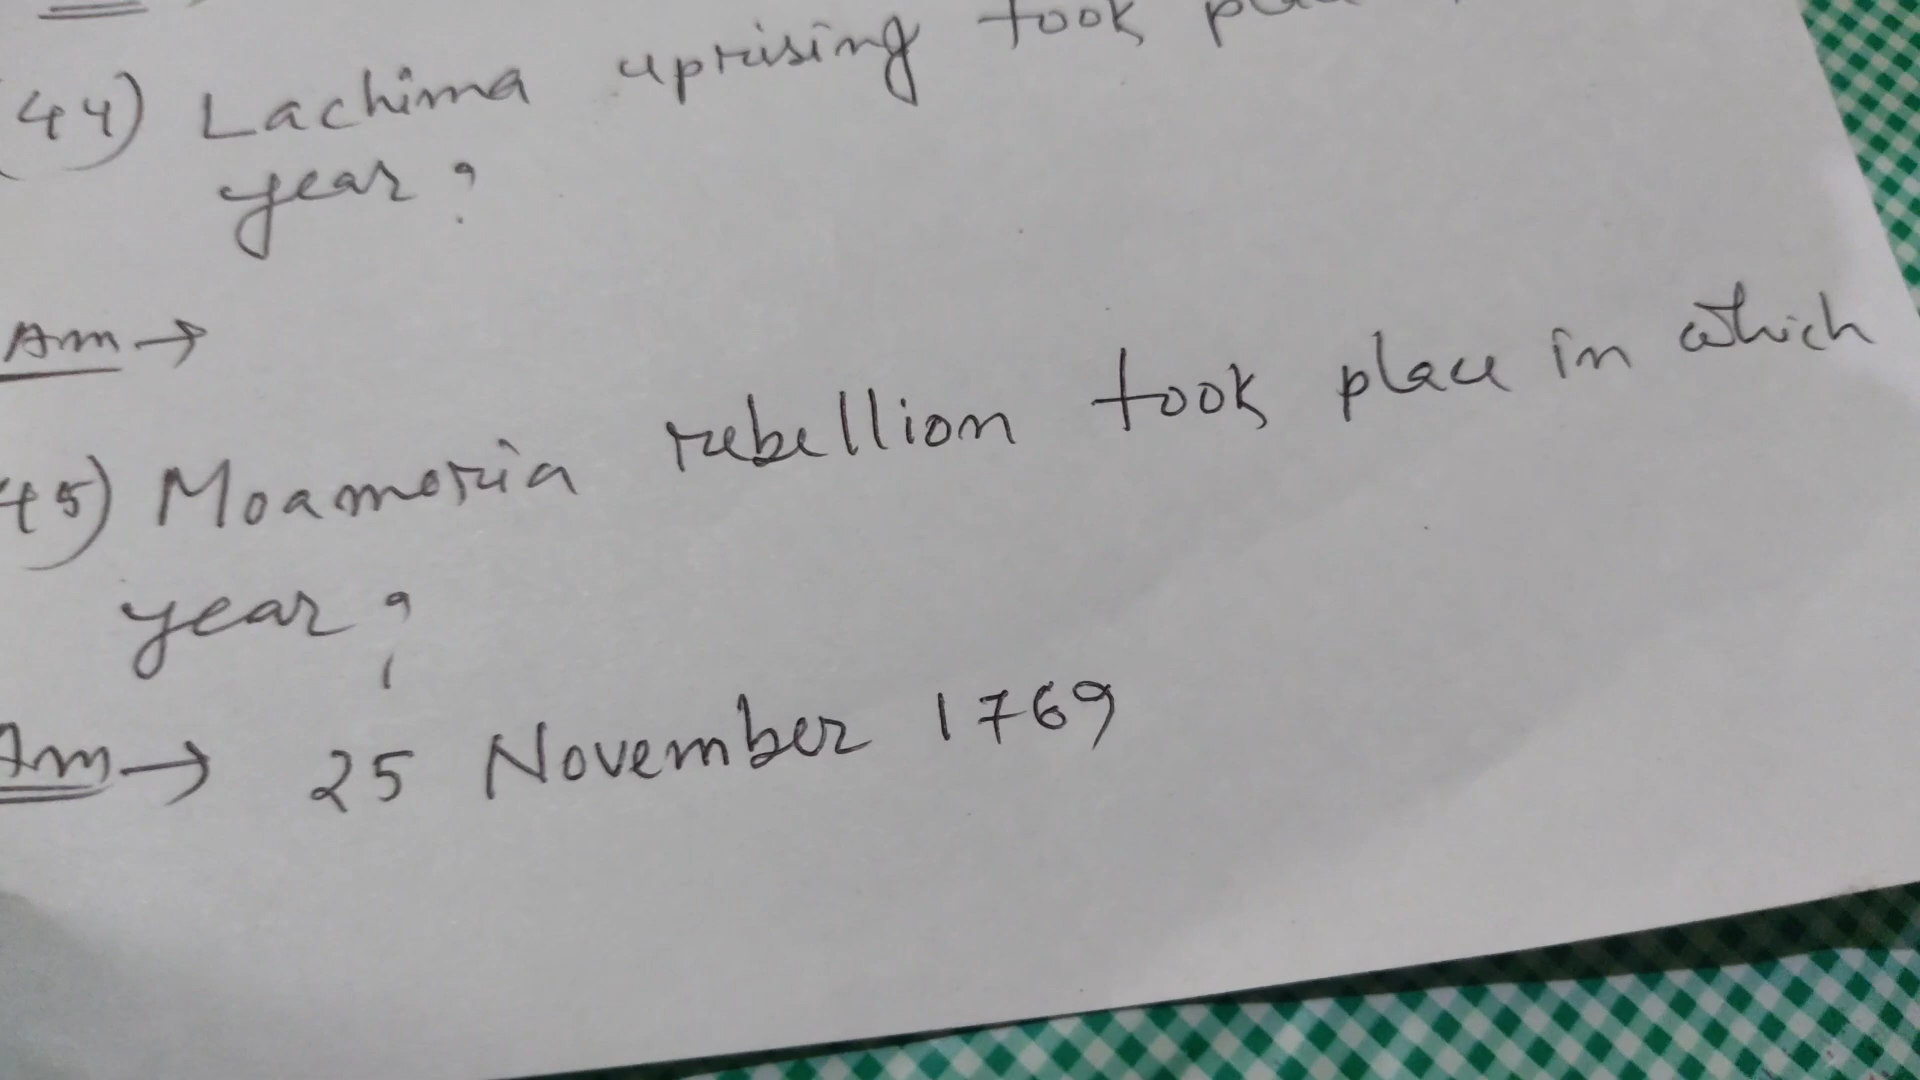 (44) Lachima uprising took
year?
Ans →
45) Moamoria rebellion took place in which
year?
Ans → 25 November 1769